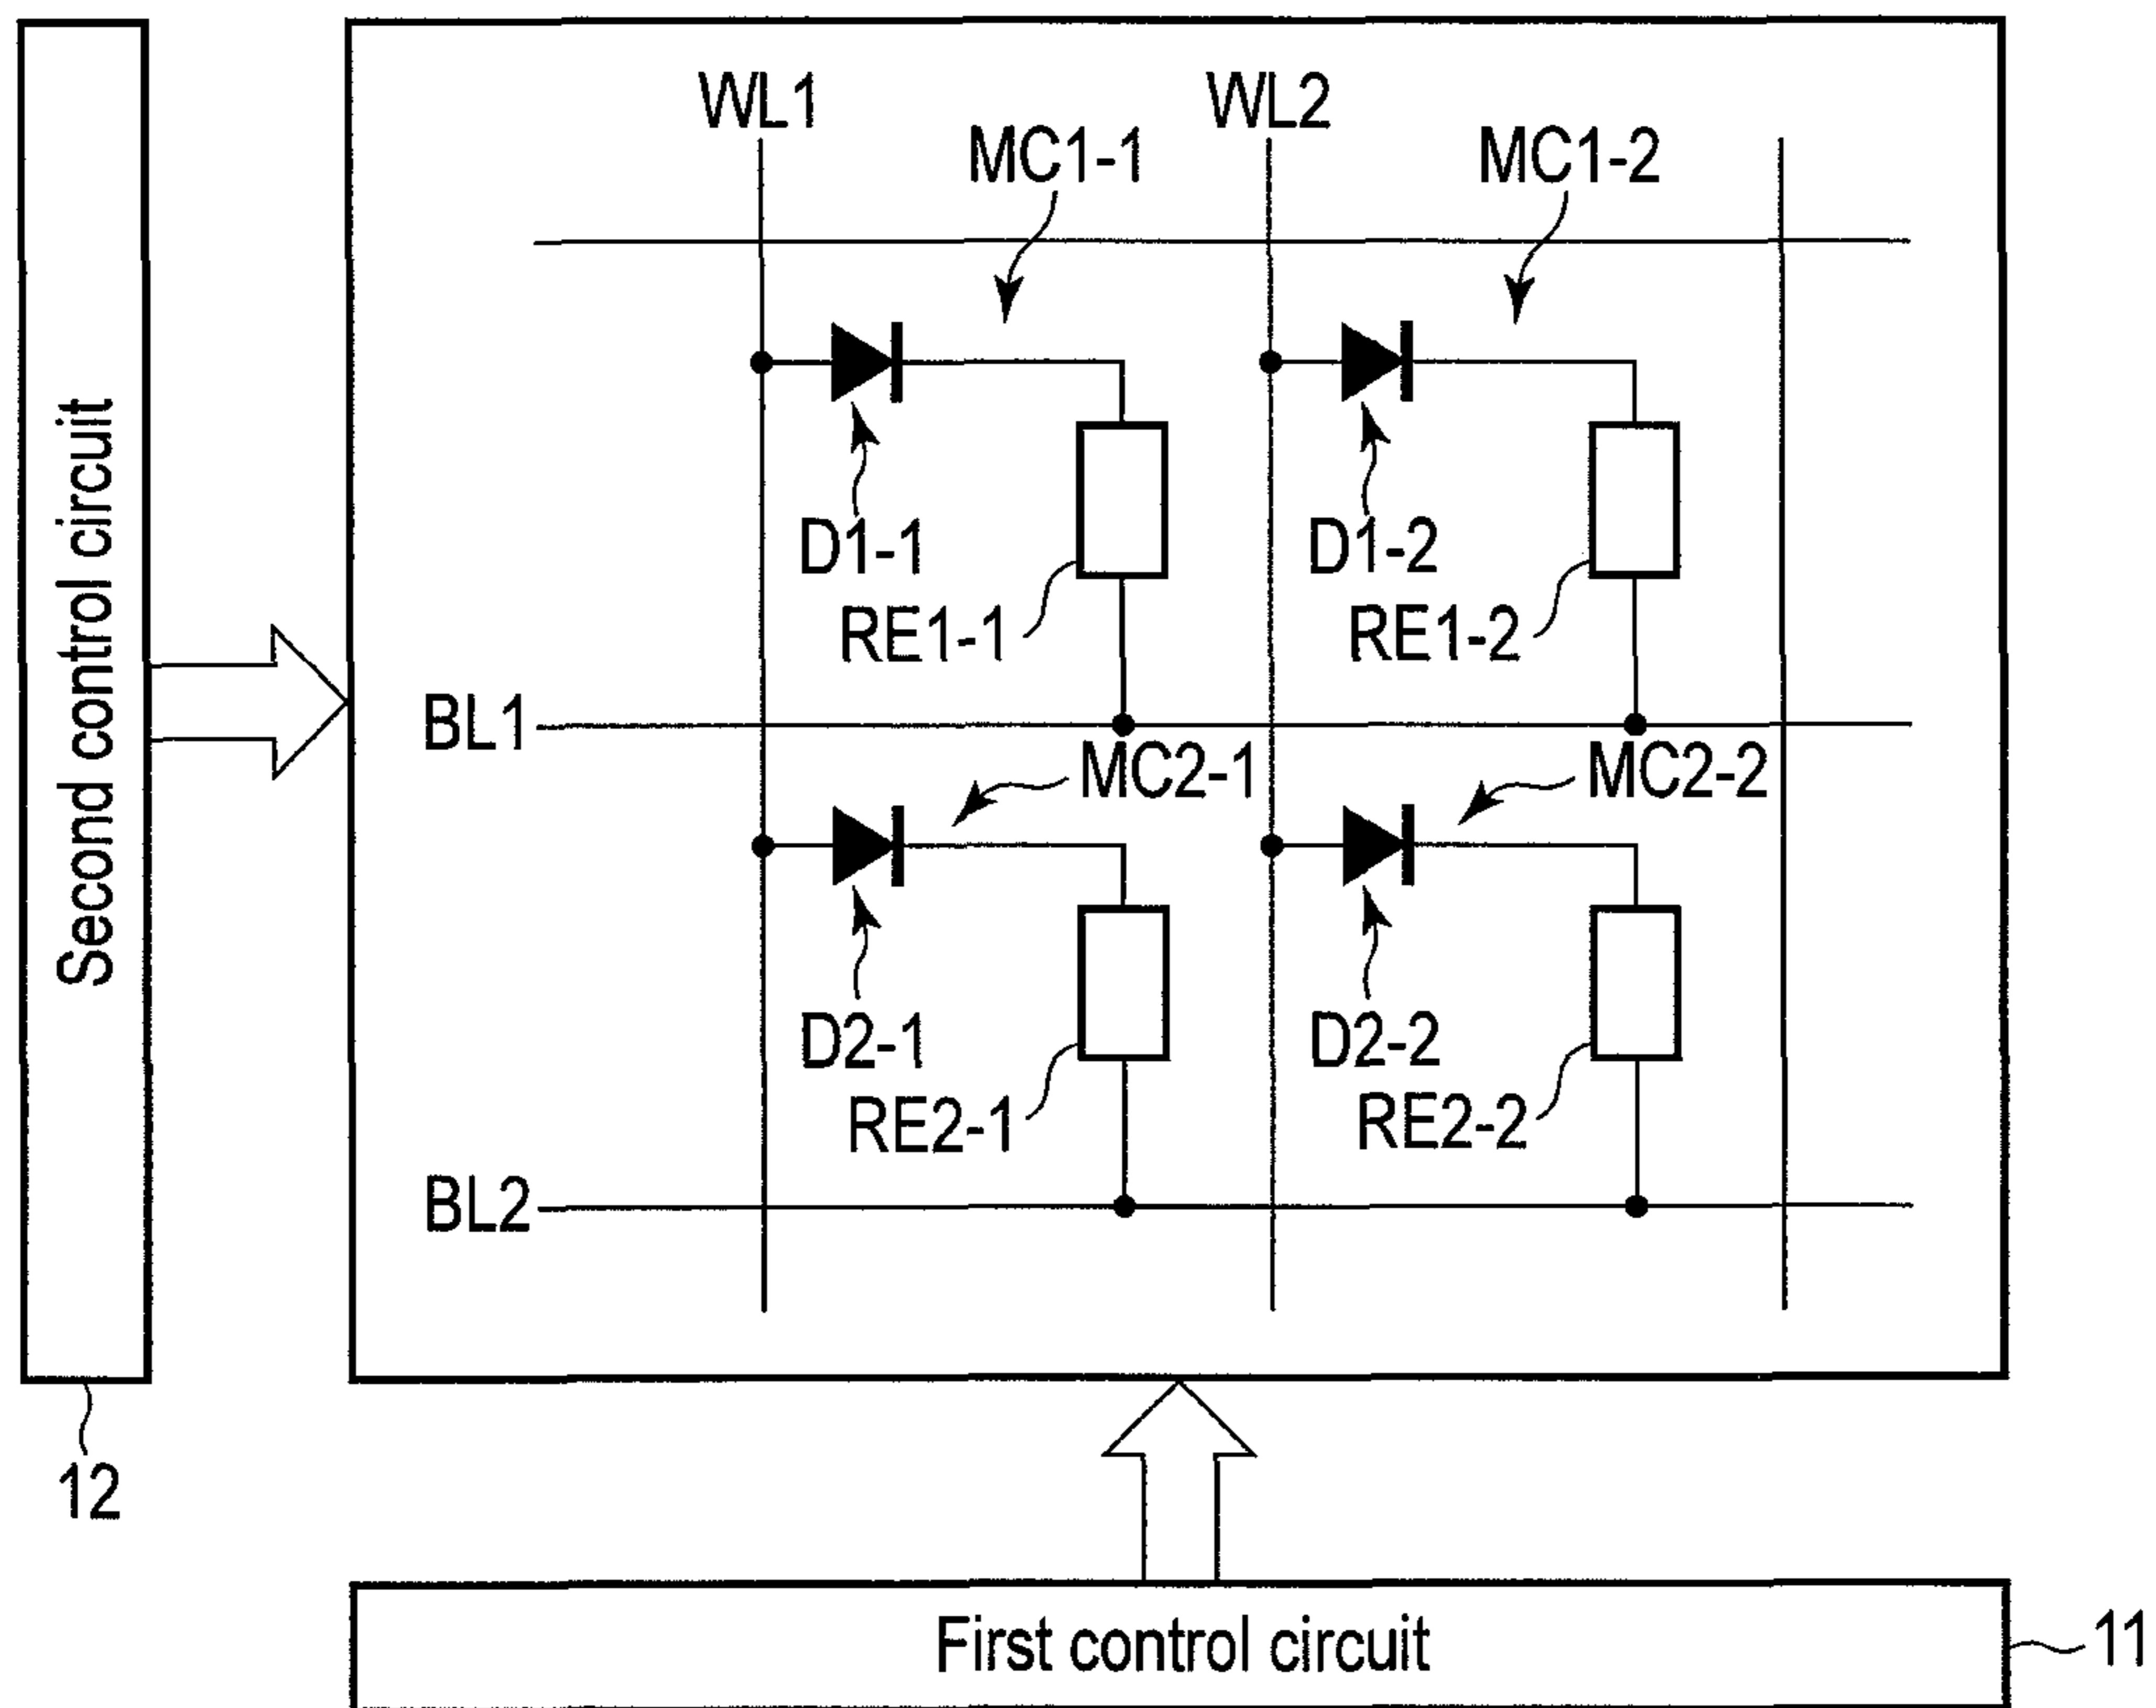 WL1
WL2
MC1-1
MC1-2
D1-1
D1-2
RE1-1
RE1-2
Second control circuit
BL1
MC2-1
MC2-2
D2-1
D2-2
RE2-1
RE2-2
BL2
12
First control circuit
11